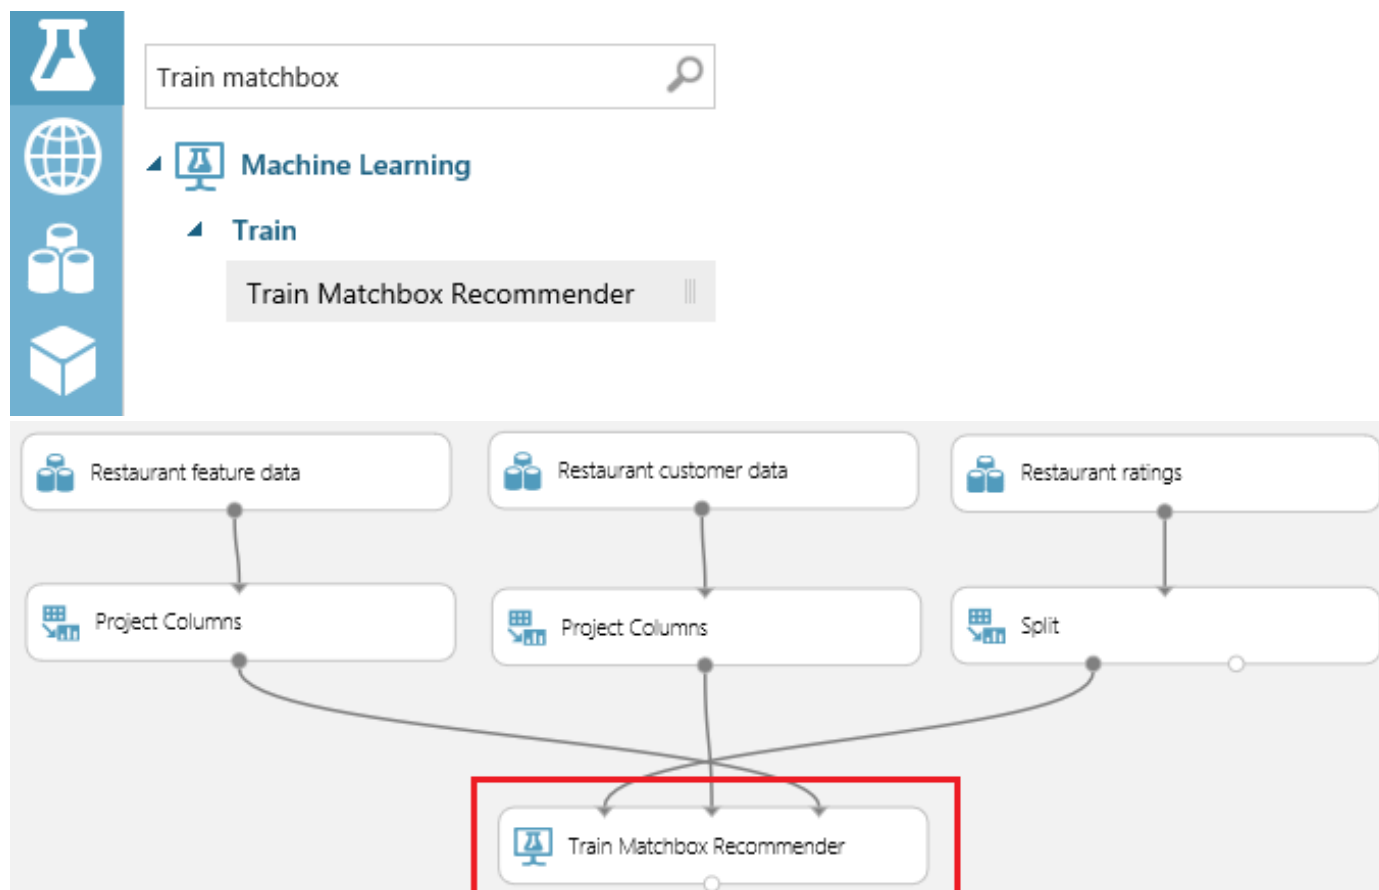 Train matchbox
Machine Learning
Train
Train Matchbox Recommender
Restaurant feature data
Restaurant customer data
Restaurant ratings
Project Columns
Project Columns
Split
Train Matchbox Recommender